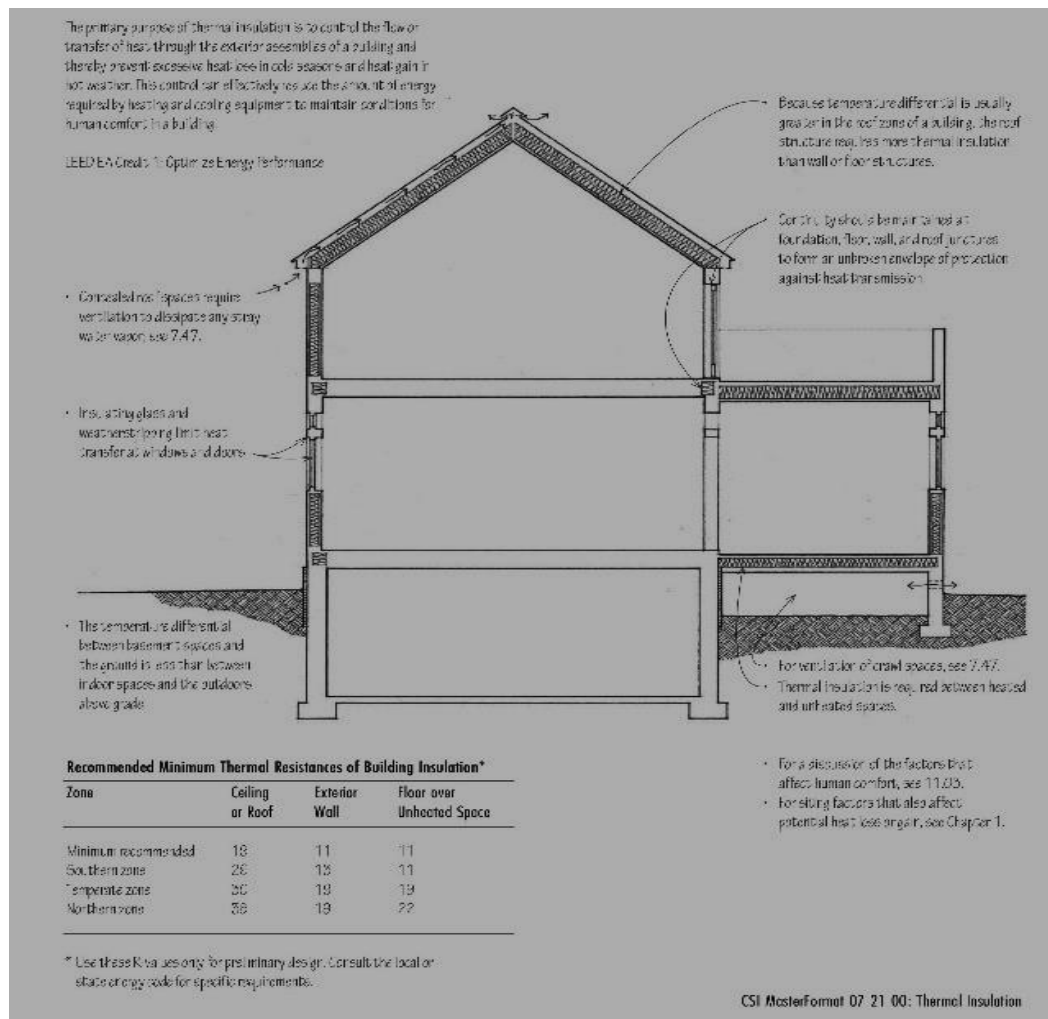 The primary purpose of thermal insulation is to control the flow or
transfer of heat through the exterior assemblies of a building and
thereby prevent excessive heat loss in cold seasons and heat gain in
hot weather. This control can effectively reduce the amount of energy
required by heating and cooling equipment to maintain conditions for
human comfort in a building.
LEED EA Credit 1: Optimize Energy Performance
• Because temperature differential is usually
greater in the roof zone of a building, the roof
structure requires more thermal insulation
than wall or floor structures.
• Continuity should be maintained at
foundation, floor, wall, and roof junctures
to form an unbroken envelope of protection
against heat transmission.
• Concealed roof spaces require
ventilation to dissipate any stray
water vapor; see 7.47.
• Insulating glass and
weatherstripping limit heat
transfer at windows and doors.
• The temperature differential
between basement spaces and
the ground is less than between
indoor spaces and the outdoors
above grade.
• For ventilation of crawl spaces, see 7.47.
• Thermal insulation is required between heated
and unheated spaces.
• For a discussion of the factors that
affect human comfort, see 11.03.
• For siting factors that also affect
potential heat loss or gain, see Chapter 1.
Recommended Minimum Thermal Resistances of Building Insulation*
Zone Ceiling or Roof Exterior Wall Floor over Unheated Space
Minimum recommended 19 11 11
Southern zone 26 13 11
Temperate zone 30 19 19
Northern zone 38 19 22
* Use these R-values only for preliminary design. Consult the local or
state energy code for specific requirements.
CSI MasterFormat 07 21 00: Thermal Insulation